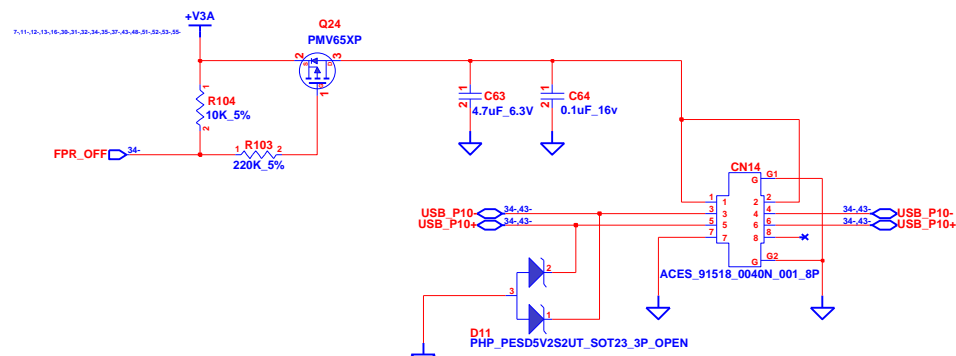 +V3A
7-,11-,12-,13-,16-,30-,31-,32-,34-,35-,37-,43-,48-,51-,52-,53-,55-
Q24
PMV65XP
2
3
S
D
G
1
1
R104
10K_5%
2
1
C63
2
4.7uF_6.3V
1
C64
2
0.1uF_16v
FPR_OFF
34-
1
R103
2
220K_5%
CN14
G
G1
1
1
2
2
USB_P10-
34-,43-
3
3
4
4
34-,43-
USB_P10-
USB_P10+
34-,43-
5
5
6
6
34-,43-
USB_P10+
7
7
8
8
G
G2
ACES_91518_0040N_001_8P
2
3
1
D11
PHP_PESD5V2S2UT_SOT23_3P_OPEN